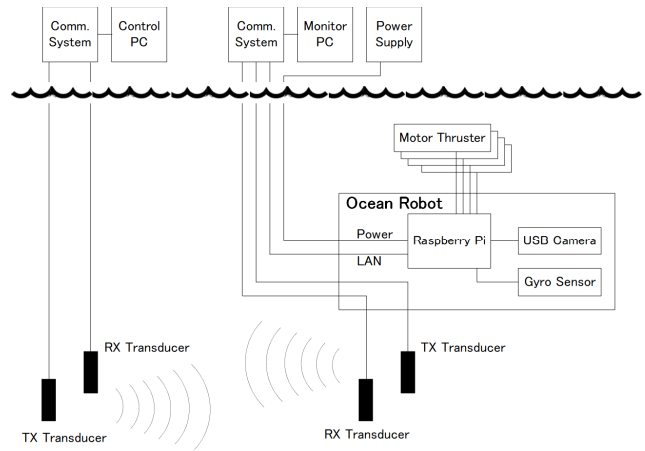 Comm.
System
Control
PC
Comm.
System
Monitor
PC
Power
Supply
Motor Thruster
Ocean Robot
Power
Raspberry Pi
USB Camera
LAN
Gyro Sensor
RX Transducer
TX Transducer
TX Transducer
RX Transducer